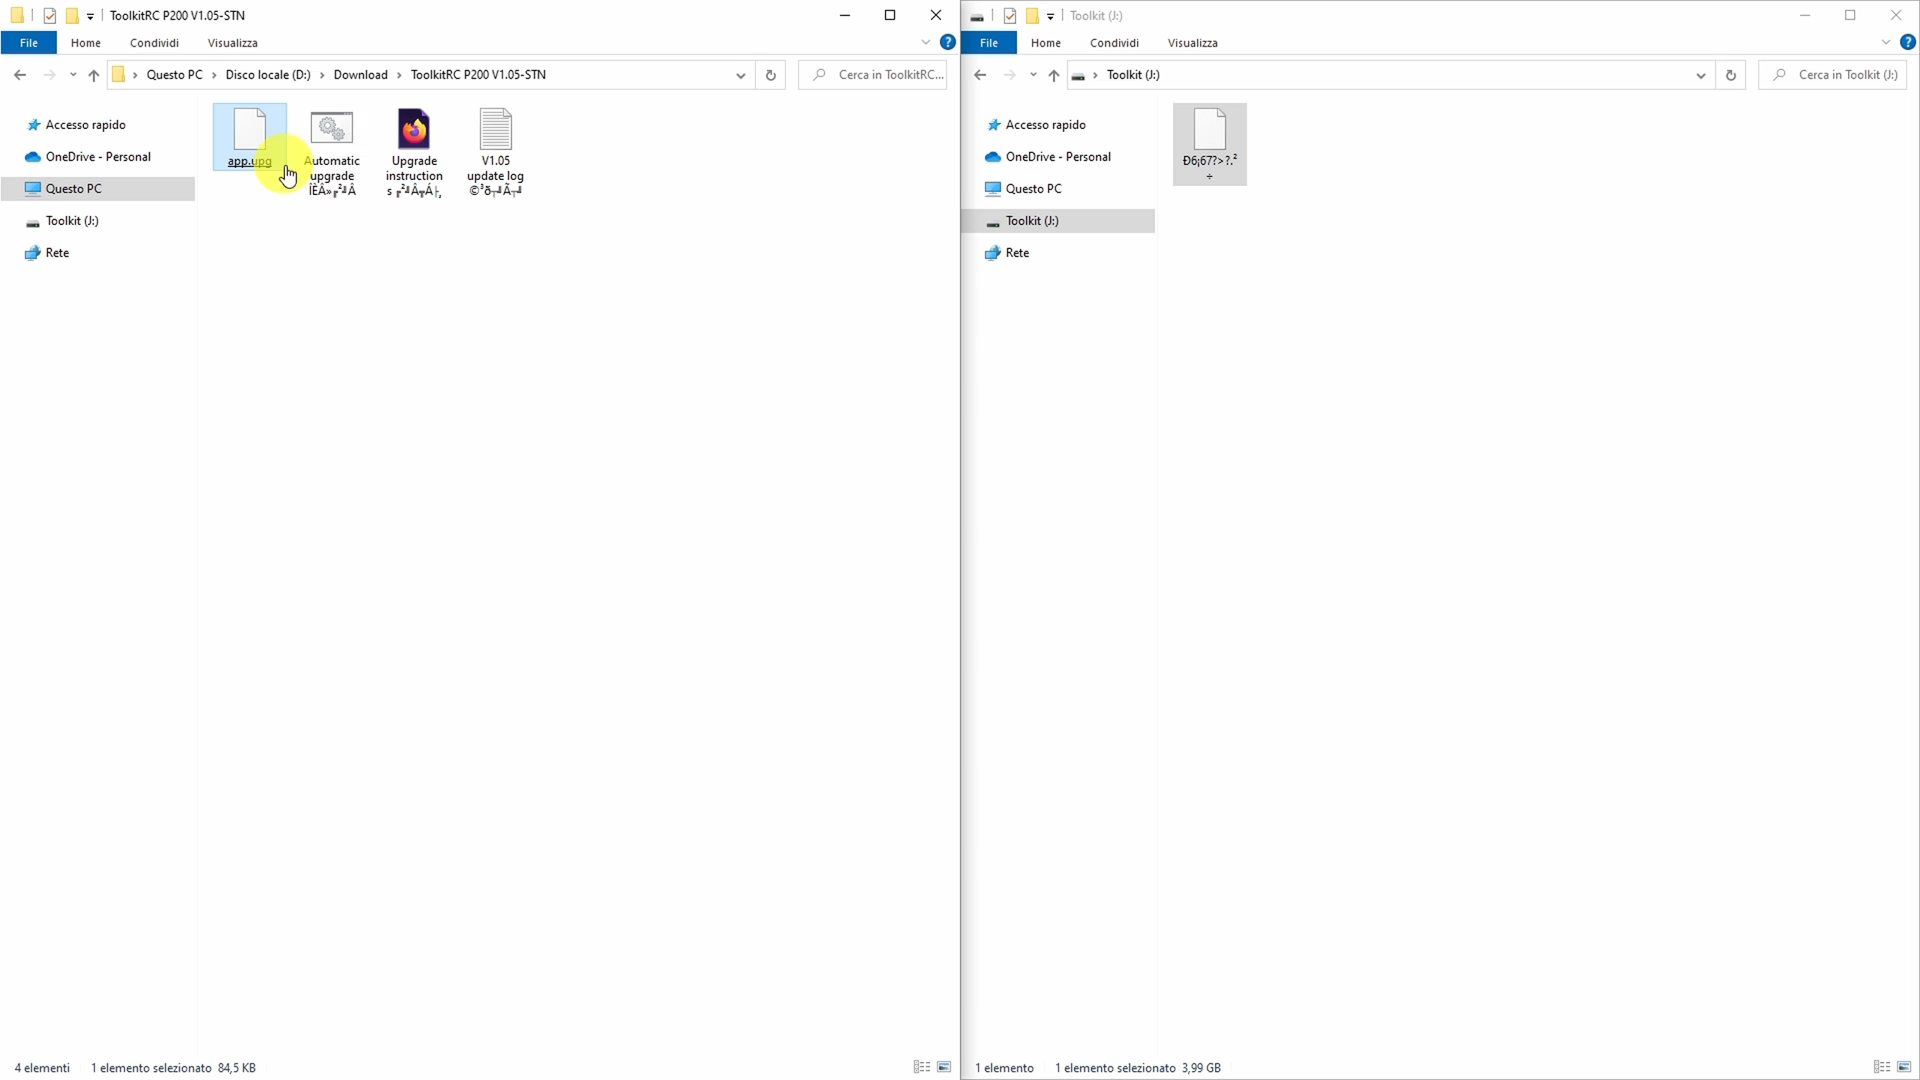 ToolkitRC P200 V1.05-STN
File Home Condividi Visualizza
Questo PC Disco locale (D:) Download ToolkitRC P200 V1.05-STN
Cerca in ToolkitRC...
Accesso rapido
OneDrive - Personal
Questo PC
Toolkit (J:)
Rete
app.upg
Automatic
upgrade
Upgrade
instruction
V1.05
update log
4 elementi 1 elemento selezionato 84,5 KB
Toolkit (J:)
File Home Condividi Visualizza
Toolkit (J:)
Cerca in Toolkit (J:)
Accesso rapido
OneDrive - Personal
Questo PC
Toolkit (J:)
Rete
1 elemento 1 elemento selezionato 3,99 GB